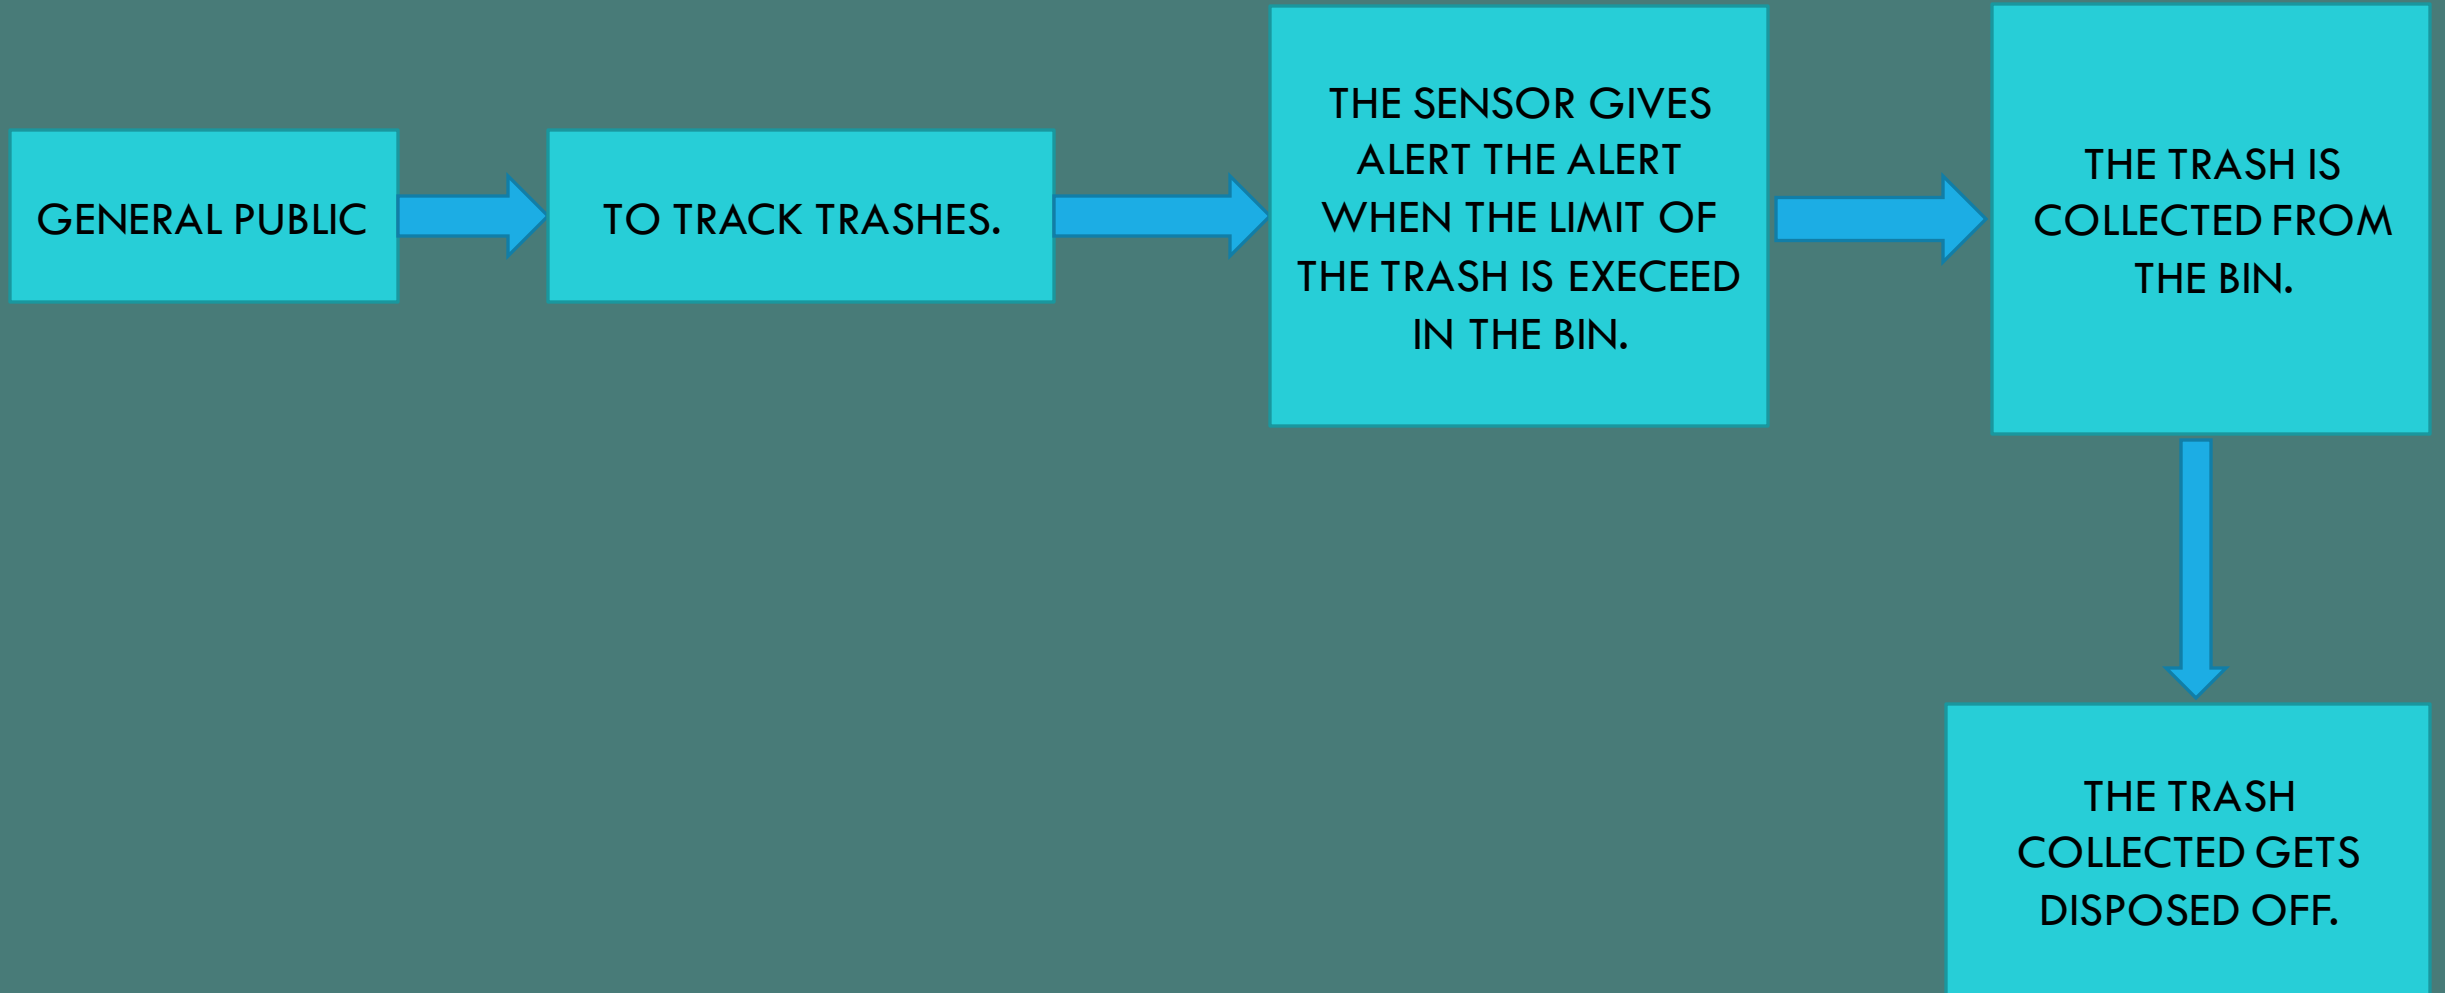 GENERAL PUBLIC
TO TRACK TRASHES.
THE SENSOR GIVES
ALERT THE ALERT
WHEN THE LIMIT OF
THE TRASH IS EXECEED
IN THE BIN.
THE TRASH IS
COLLECTED FROM
THE BIN.
THE TRASH
COLLECTED GETS
DISPOSED OFF.